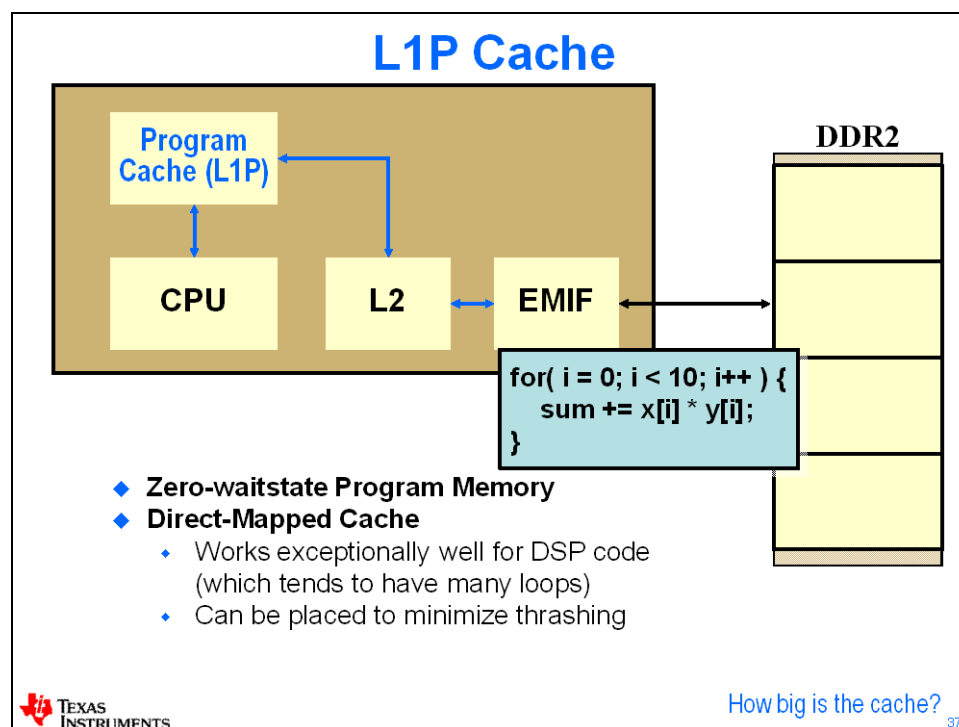 L1P Cache
Program
Cache (L1P)
DDR2
CPU
L2
EMIF
for( i = 0; i < 10; i++ ) {
sum += x[i] * y[i];
}
Zero-waitstate Program Memory
Direct-Mapped Cache
Works exceptionally well for DSP code
(which tends to have many loops)
Can be placed to minimize thrashing
TEXAS
INSTRUMENTS
How big is the cache?
37